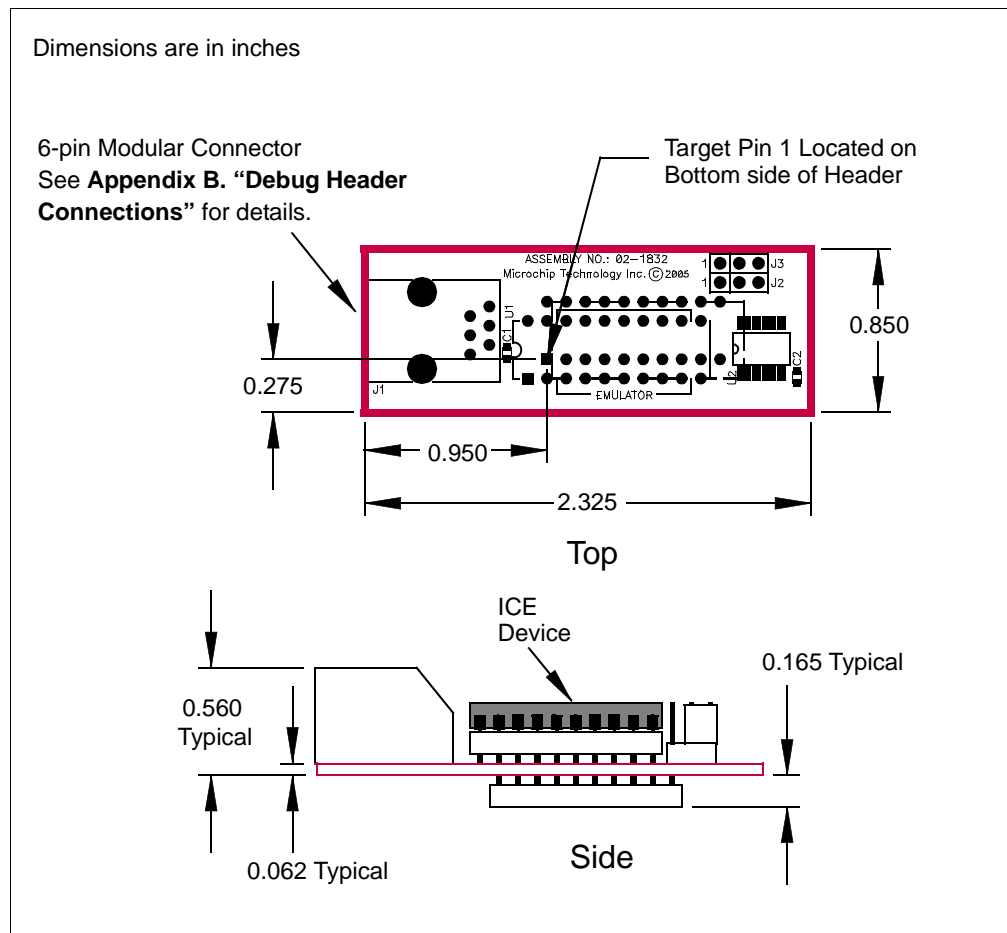 Dimensions are in inches
6-pin Modular Connector
See Appendix B. “Debug Header
Connections” for details.
Target Pin 1 Located on
Bottom side of Header
ASSEMBLY NO.: 02-1832
Microchip Technology Inc. © 2005
1 J3
1 J2
U1
C1
U2
C2
J1
EMULATOR
0.850
0.275
0.950
2.325
Top
ICE
Device
0.165 Typical
0.560
Typical
0.062 Typical
Side